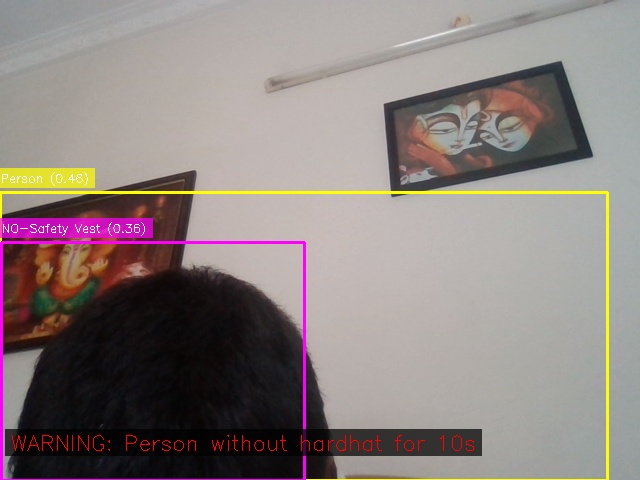 Person (0.46)
NO-Safety Vest (0.36)
WARNING: Person without hardhat for 10s